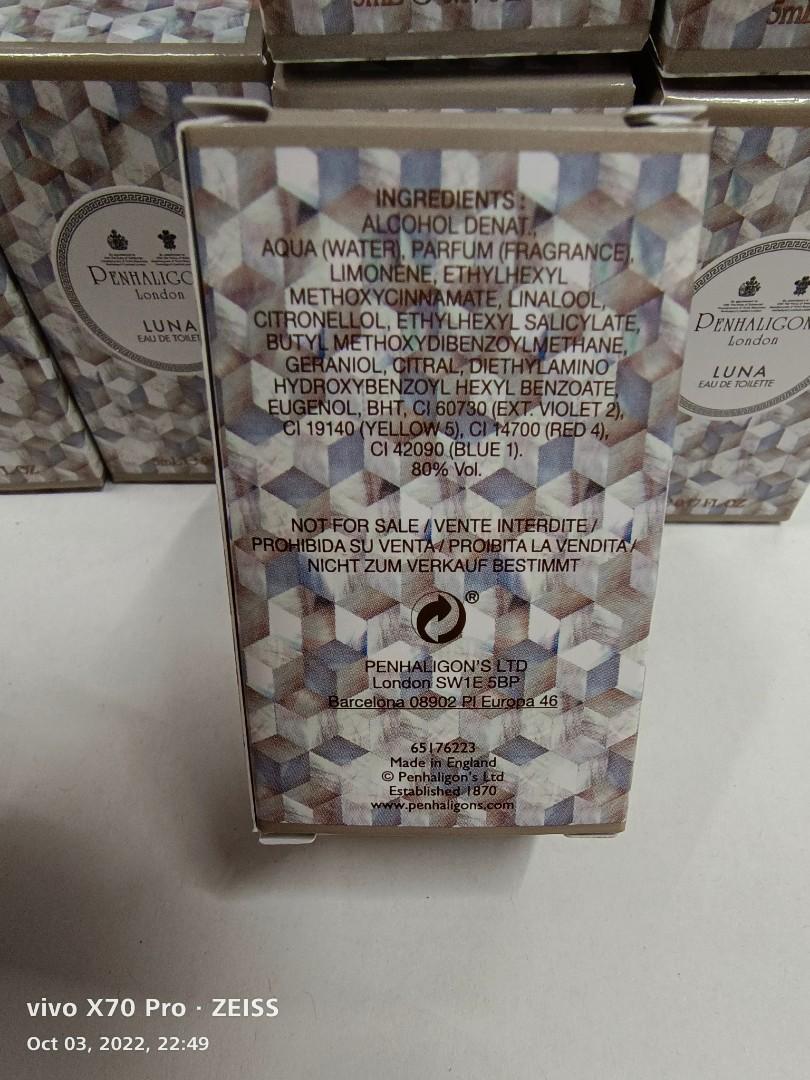 INGREDIENTS :
ALCOHOL DENAT.,
AQUA (WATER), PARFUM (FRAGRANCE),
LIMONENE, ETHYLHEXYL
METHOXYCINNAMATE, LINALOOL,
CITRONELLOL, ETHYLHEXYL SALICYLATE,
BUTYL METHOXYDIBENZOYLMETHANE,
GERANIOL, CITRAL, DIETHYLAMINO
HYDROXYBENZOYL HEXYL BENZOATE,
EUGENOL, BHT, CI 60730 (EXT. VIOLET 2),
CI 19140 (YELLOW 5), CI 14700 (RED 4),
CI 42090 (BLUE 1).
80% Vol.
NOT FOR SALE / VENTE INTERDITE /
PROHIBIDA SU VENTA / PROIBITA LA VENDITA /
NICHT ZUM VERKAUF BESTIMMT
®
PENHALIGON'S LTD
London SW1E 5BP
Barcelona 08902 Pl Europa 46
65176223
Made in England
© Penhaligon's Ltd
Established 1870
www.penhaligons.com
PENHALIGO
London
LUNA
EAU DE TOILET
PENHALIGON
London
LUNA
EAU DE TOILETTE
FL OZ
5mL
vivo X70 Pro · ZEISS
Oct 03, 2022, 22:49